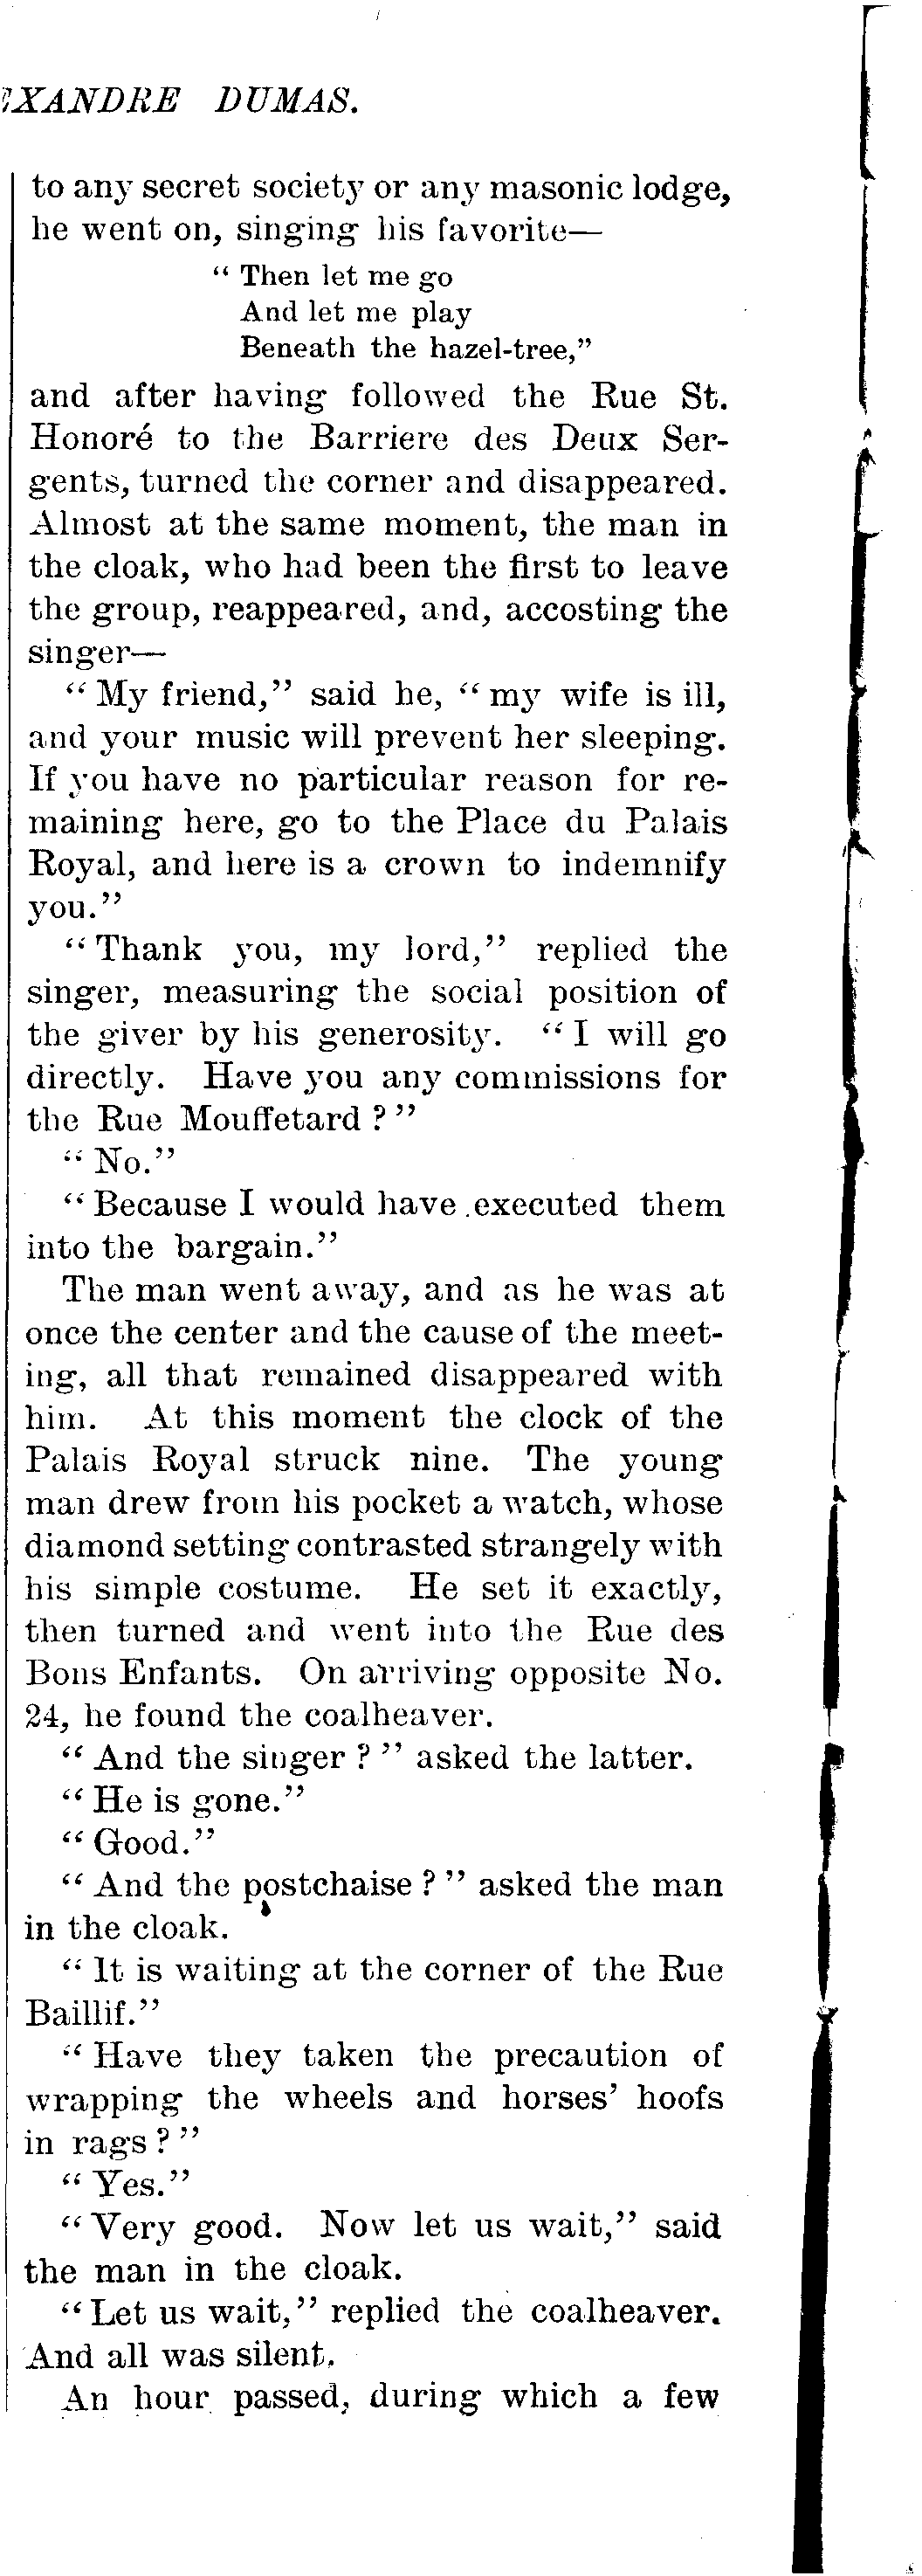 EXANDRE DUMAS.
to any secret society or any masonic lodge,
he went on, singing his favorite—
" Then let me go
And let me play
Beneath the hazel-tree,"
and after having followed the Rue St.
Honoré to the Barriere des Deux Ser-
gents, turned the corner and disappeared.
Almost at the same moment, the man in
the cloak, who had been the first to leave
the group, reappeared, and, accosting the
singer—
" My friend," said he, " my wife is ill,
and your music will prevent her sleeping.
If you have no particular reason for re-
maining here, go to the Place du Palais
Royal, and here is a crown to indemnify
you."
" Thank you, my lord," replied the
singer, measuring the social position of
the giver by his generosity. " I will go
directly. Have you any commissions for
the Rue Mouffetard ? "
" No."
" Because I would have executed them
into the bargain."
The man went away, and as he was at
once the center and the cause of the meet-
ing, all that remained disappeared with
him. At this moment the clock of the
Palais Royal struck nine. The young
man drew from his pocket a watch, whose
diamond setting contrasted strangely with
his simple costume. He set it exactly,
then turned and went into the Rue des
Bons Enfants. On arriving opposite No.
24, he found the coalheaver.
" And the singer ? " asked the latter.
" He is gone."
" Good."
" And the postchaise ? " asked the man
in the cloak.
" It is waiting at the corner of the Rue
Baillif."
" Have they taken the precaution of
wrapping the wheels and horses' hoofs
in rags ? "
" Yes."
" Very good. Now let us wait," said
the man in the cloak.
" Let us wait," replied the coalheaver.
And all was silent.
An hour passed, during which a few